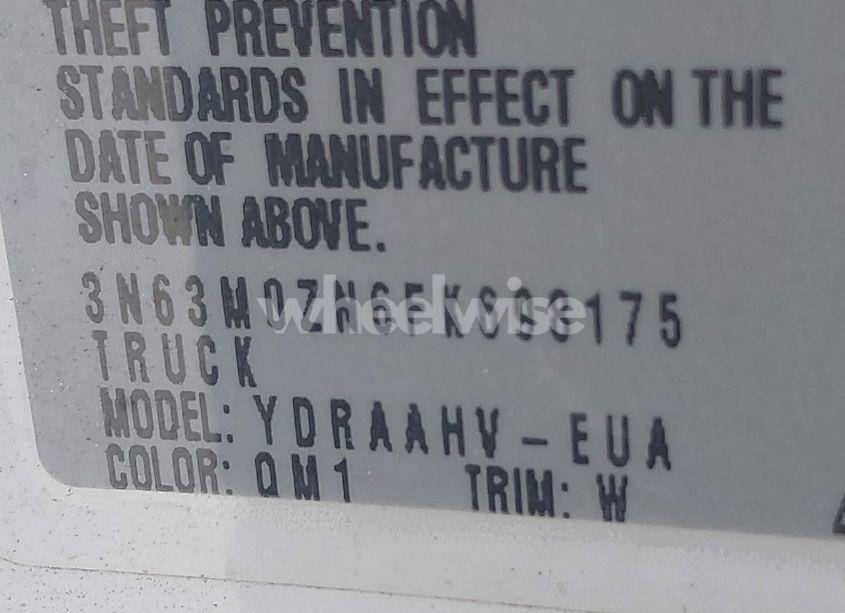 THEFT PREVENTION
STANDARDS IN EFFECT ON THE
DATE OF MANUFACTURE
SHOWN ABOVE.
3N63M0ZN6FK698175
wheelwise
TRUCK
MODEL: YDRAAHV-EUA
COLOR: QM1 TRIM: W